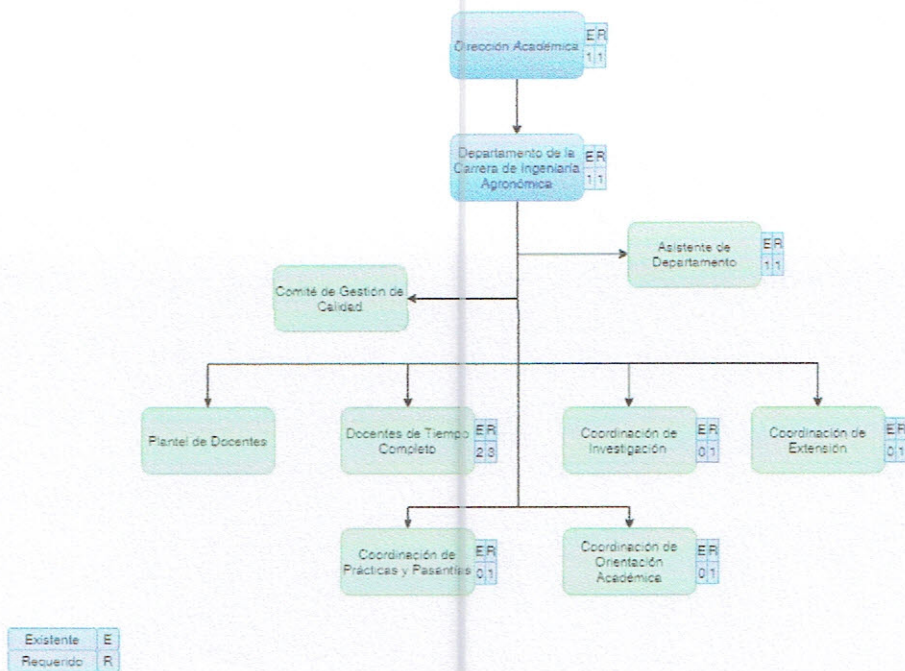 Dirección Académica
E R
1 1
Departamento de la
Carrera de Ingeniería
Agronómica
E R
1 1
Asistente de
Departamento
E R
1 1
Comité de Gestión de
Calidad
Plantel de Docentes
Docentes de Tiempo
Completo
E R
2 3
Coordinación de
Investigación
E R
0 1
Coordinación de
Extensión
E R
0 1
Coordinación de
Prácticas y Pasantías
E R
0 1
Coordinación de
Orientación
Académica
E R
0 1
Existente E
Requerido R